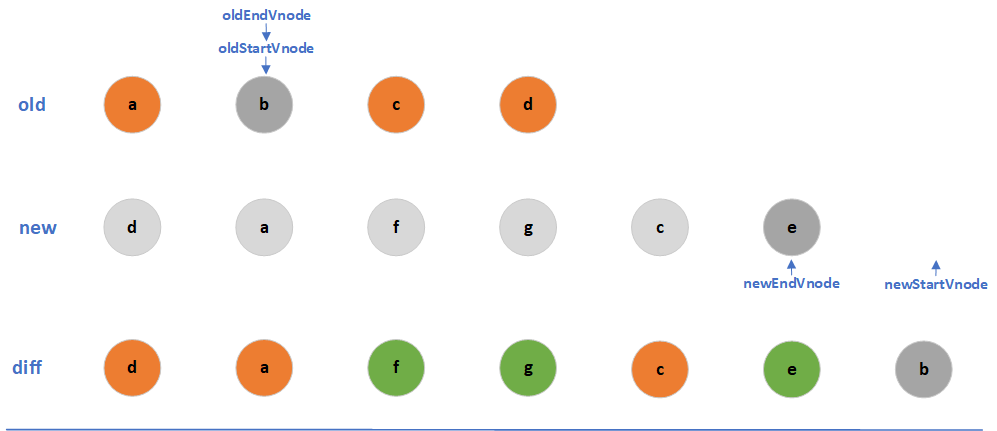 oldEndVnode
oldStartVnode
old a b c d
new d a f g c e
newEndVnode newStartVnode
diff d a f g c e b